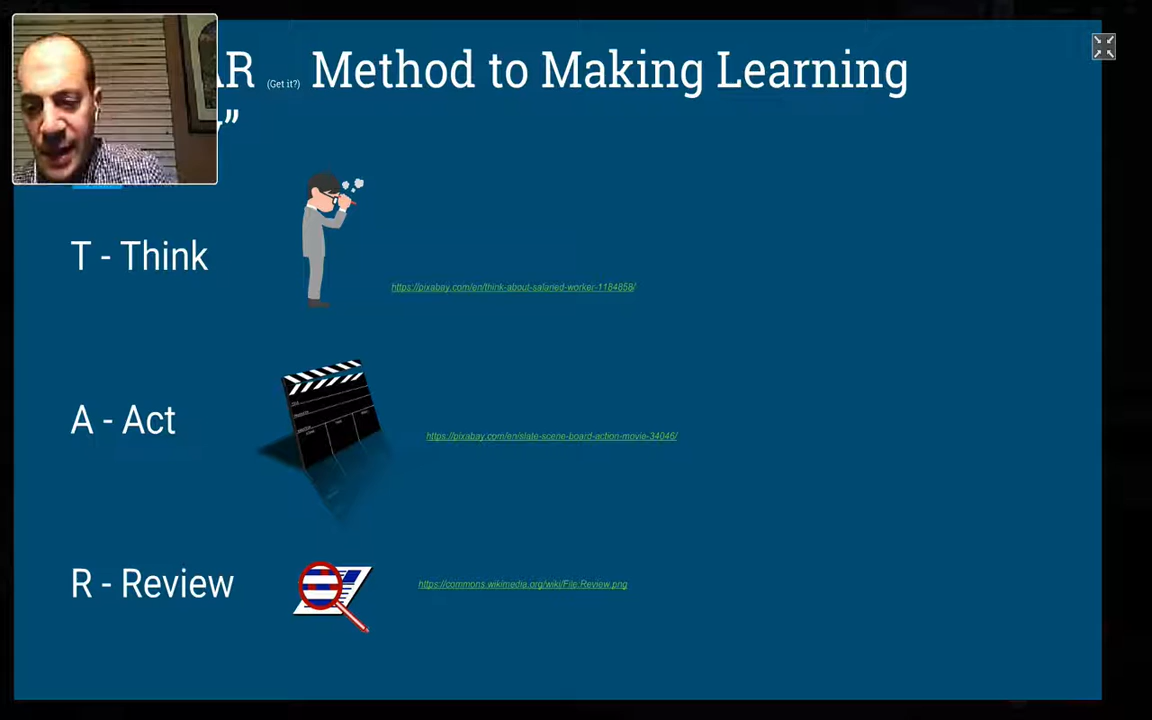 AR (Get it?) Method to Making Learning
”
T - Think
https://pixabay.com/en/think-about-salaried-worker-1184858/
A - Act
https://pixabay.com/en/slate-scene-board-action-movie-34046/
R - Review
https://commons.wikimedia.org/wiki/File:Review.png